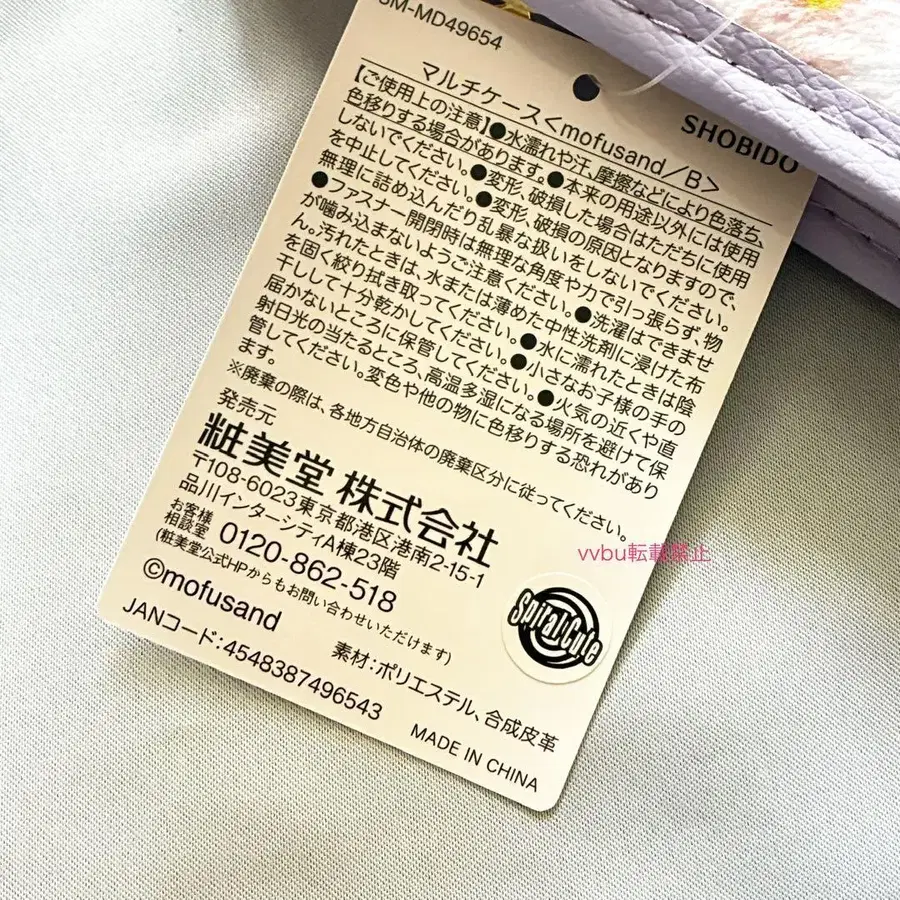 SM-MD49654
マルチケース<mofusand／B>
SHOBIDO
【ご使用上の注意】●水濡れや汗、摩擦などにより色落ち、
色移りする場合があります。●本来の用途以外には使用
しないでください。●変形、破損した場合はただちに使用
を中止してください。●変形、破損の原因となりますので、
無理に詰め込んだり乱暴な扱いをしないでください。
●ファスナー開閉時は無理な角度や力で引っ張らず、物
が噛み込まないようご注意ください。●洗濯はできませ
ん。汚れたときは、水または薄めた中性洗剤に浸けた布
を固く絞り拭き取ってください。●水に濡れたときは陰
干しして十分乾かしてください。●小さなお子様の手の
届かないところに保管してください。●火気の近くや直
射日光の当たるところ、高温多湿になる場所を避けて保
管してください。変色や他の物に色移りする恐れがあり
ます。
※廃棄の際は、各地方自治体の廃棄区分に従ってください。
発売元
粧美堂 株式会社
〒108-6023東京都港区港南2-15-1
品川インターシティA棟23階
お客様相談室 0120-862-518
(粧美堂公式HPからもお問い合わせいただけます)
©mofusand
素材：ポリエステル、合成皮革
JANコード：4548387496543
MADE IN CHINA
Spiral Cute
vvbu転載禁止